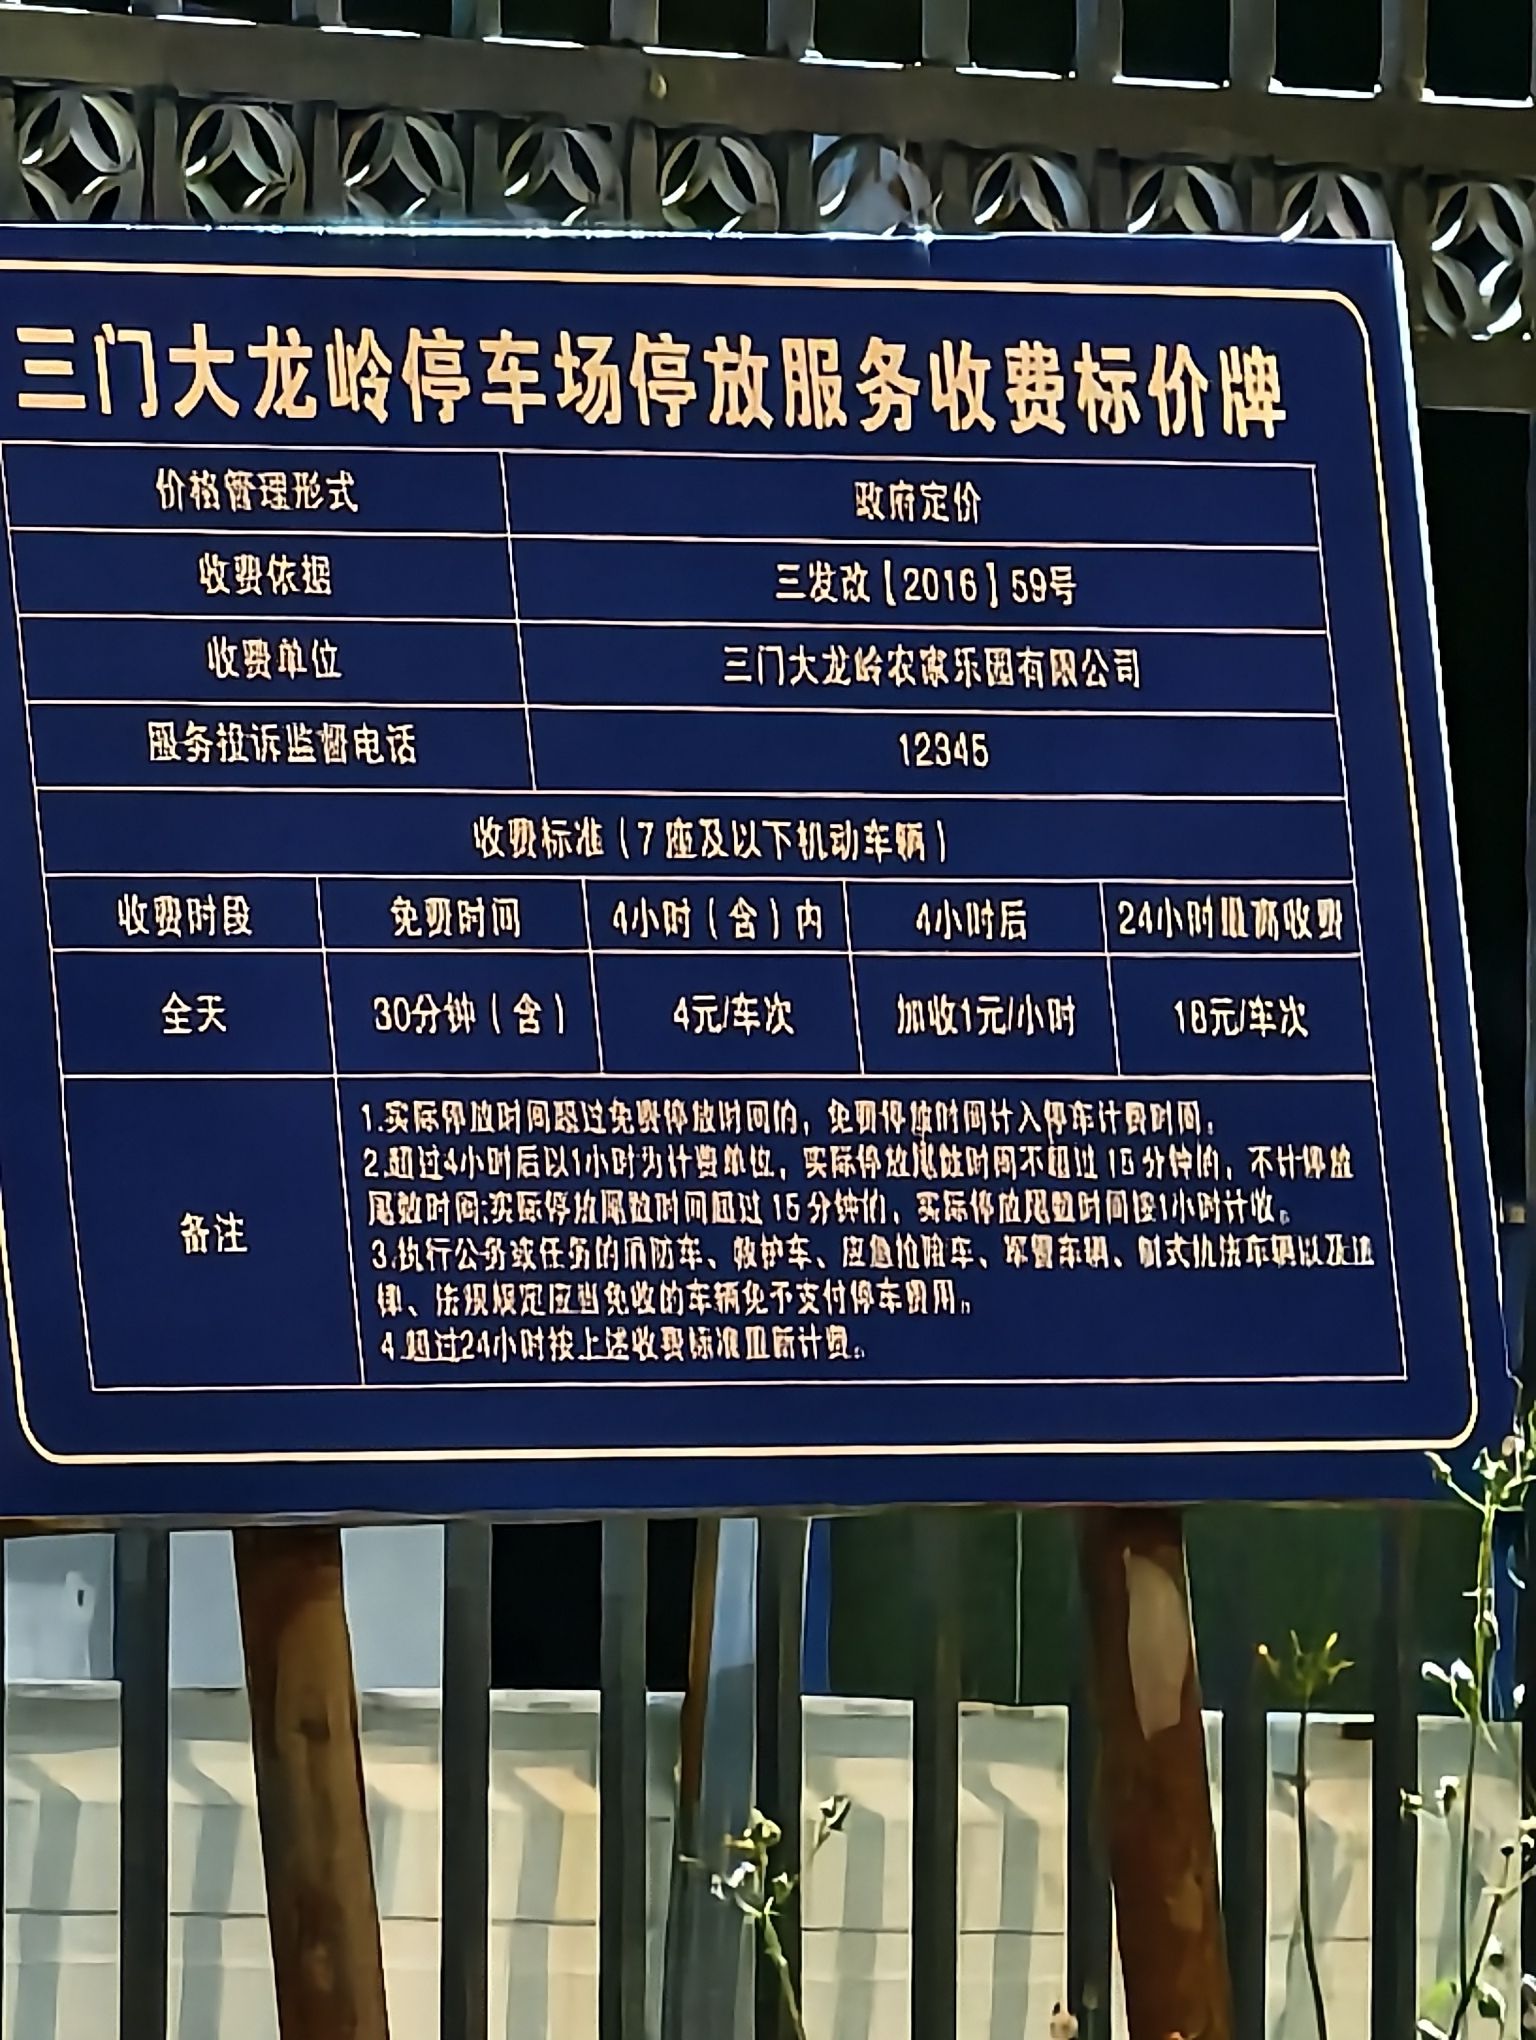 三门大龙岭停车场停放服务收费标价牌
价格管理形式 政府定价
收费依据 三发改【2016】59号
收费单位 三门大龙岭农家乐园有限公司
服务投诉监督电话 12345
收费标准（7座及以下机动车辆）
收费时段 免费时间 4小时（含）内 4小时后 24小时最高收费
全天 30分钟（含） 4元/车次 加收1元/小时 18元/车次
备注
1.实际停放时间超过免费停放时间的，免费停放时间计入停车计费时间。
2.超过4小时后以1小时为计费单位，实际停放尾数时间不超过15分钟的，不计停放
尾数时间;实际停放尾数时间超过15分钟的，实际停放尾数时间按1小时计收。
3.执行公务或任务的消防车、救护车、应急抢险车、军警车辆、制式执法车辆以及法
律、法规规定应当免收的车辆免予支付停车费用。
4.超过24小时按上述收费标准重新计费。